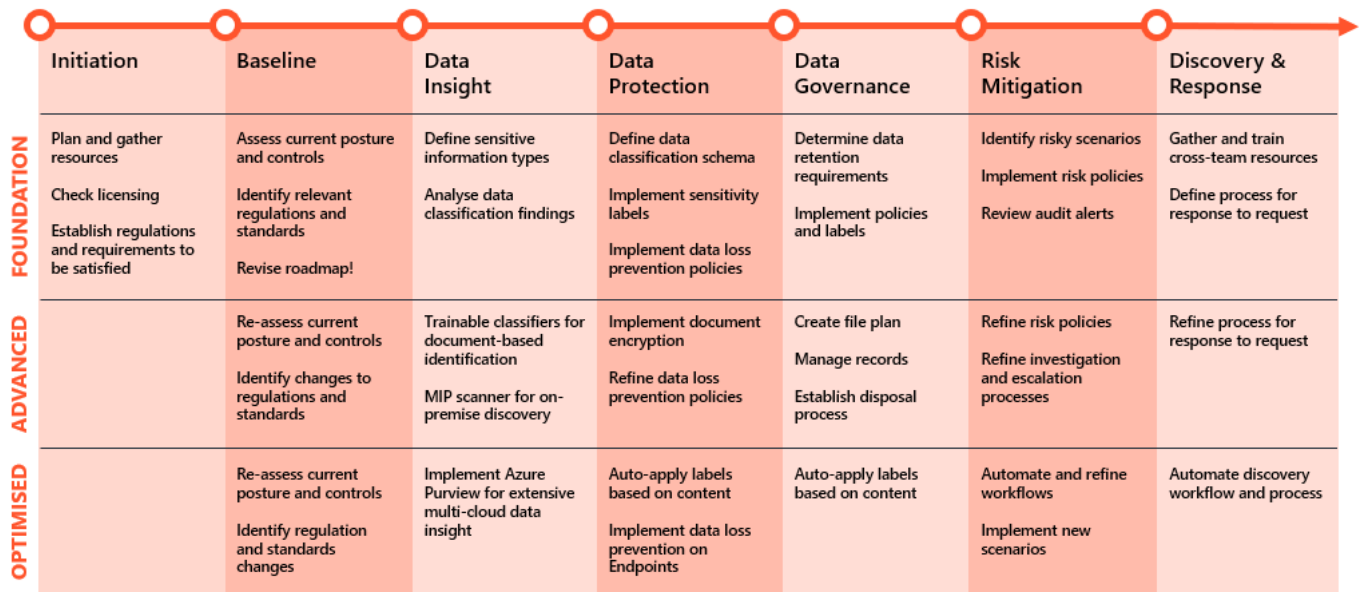 Initiation
Baseline
Data
Insight
Data
Protection
Data
Governance
Risk
Mitigation
Discovery &
Response
FOUNDATION
Plan and gather
resources
Check licensing
Establish regulations
and requirements to
be satisfied
Assess current posture
and controls
Identify relevant
regulations and
standards
Revise roadmap!
Define sensitive
information types
Analyse data
classification findings
Define data
classification schema
Implement sensitivity
labels
Implement data loss
prevention policies
Determine data
retention
requirements
Implement policies
and labels
Identify risky scenarios
Implement risk policies
Review audit alerts
Gather and train
cross-team resources
Define process for
response to request
ADVANCED
Re-assess current
posture and controls
Identify changes to
regulations and
standards
Trainable classifiers for
document-based
identification
MIP scanner for on-
premise discovery
Implement document
encryption
Refine data loss
prevention policies
Create file plan
Manage records
Establish disposal
process
Refine risk policies
Refine investigation
and escalation
processes
Refine process for
response to request
OPTIMISED
Re-assess current
posture and controls
Identify regulation
and standards
changes
Implement Azure
Purview for extensive
multi-cloud data
insight
Auto-apply labels
based on content
Implement data loss
prevention on
Endpoints
Auto-apply labels
based on content
Automate and refine
workflows
Implement new
scenarios
Automate discovery
workflow and process